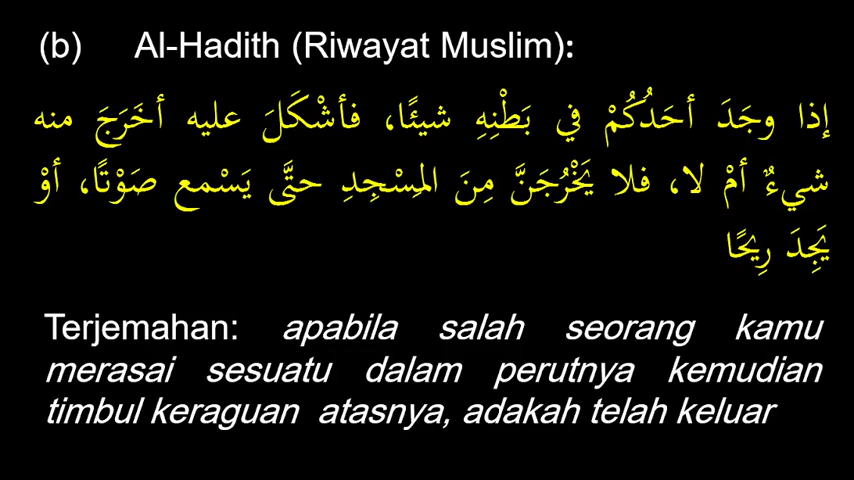 (b) Al-Hadith (Riwayat Muslim):
إذا وجَدَ أحَدُكُمْ في بَطْنِهِ شيئًا، فأشْكَلَ عليه أخَرَجَ منه
شيءٌ أمْ لا، فلا يَخْرُجَنَّ مِنَ المَسْجِدِ حتَّى يَسْمع صَوْتًا، أوْ
يَجِدَ رِيحًا
Terjemahan: apabila salah seorang kamu
merasai sesuatu dalam perutnya kemudian
timbul keraguan atasnya, adakah telah keluar